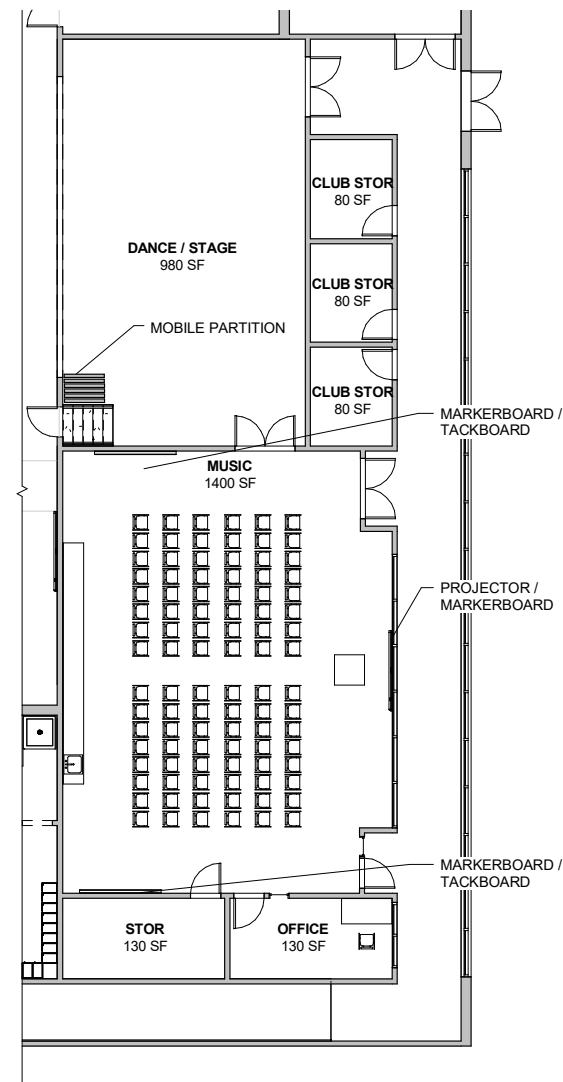 CLUB STOR
80 SF
DANCE / STAGE
980 SF
CLUB STOR
80 SF
MOBILE PARTITION
CLUB STOR
80 SF
MARKERBOARD /
TACKBOARD
MUSIC
1400 SF
PROJECTOR /
MARKERBOARD
MARKERBOARD /
TACKBOARD
STOR
130 SF
OFFICE
130 SF